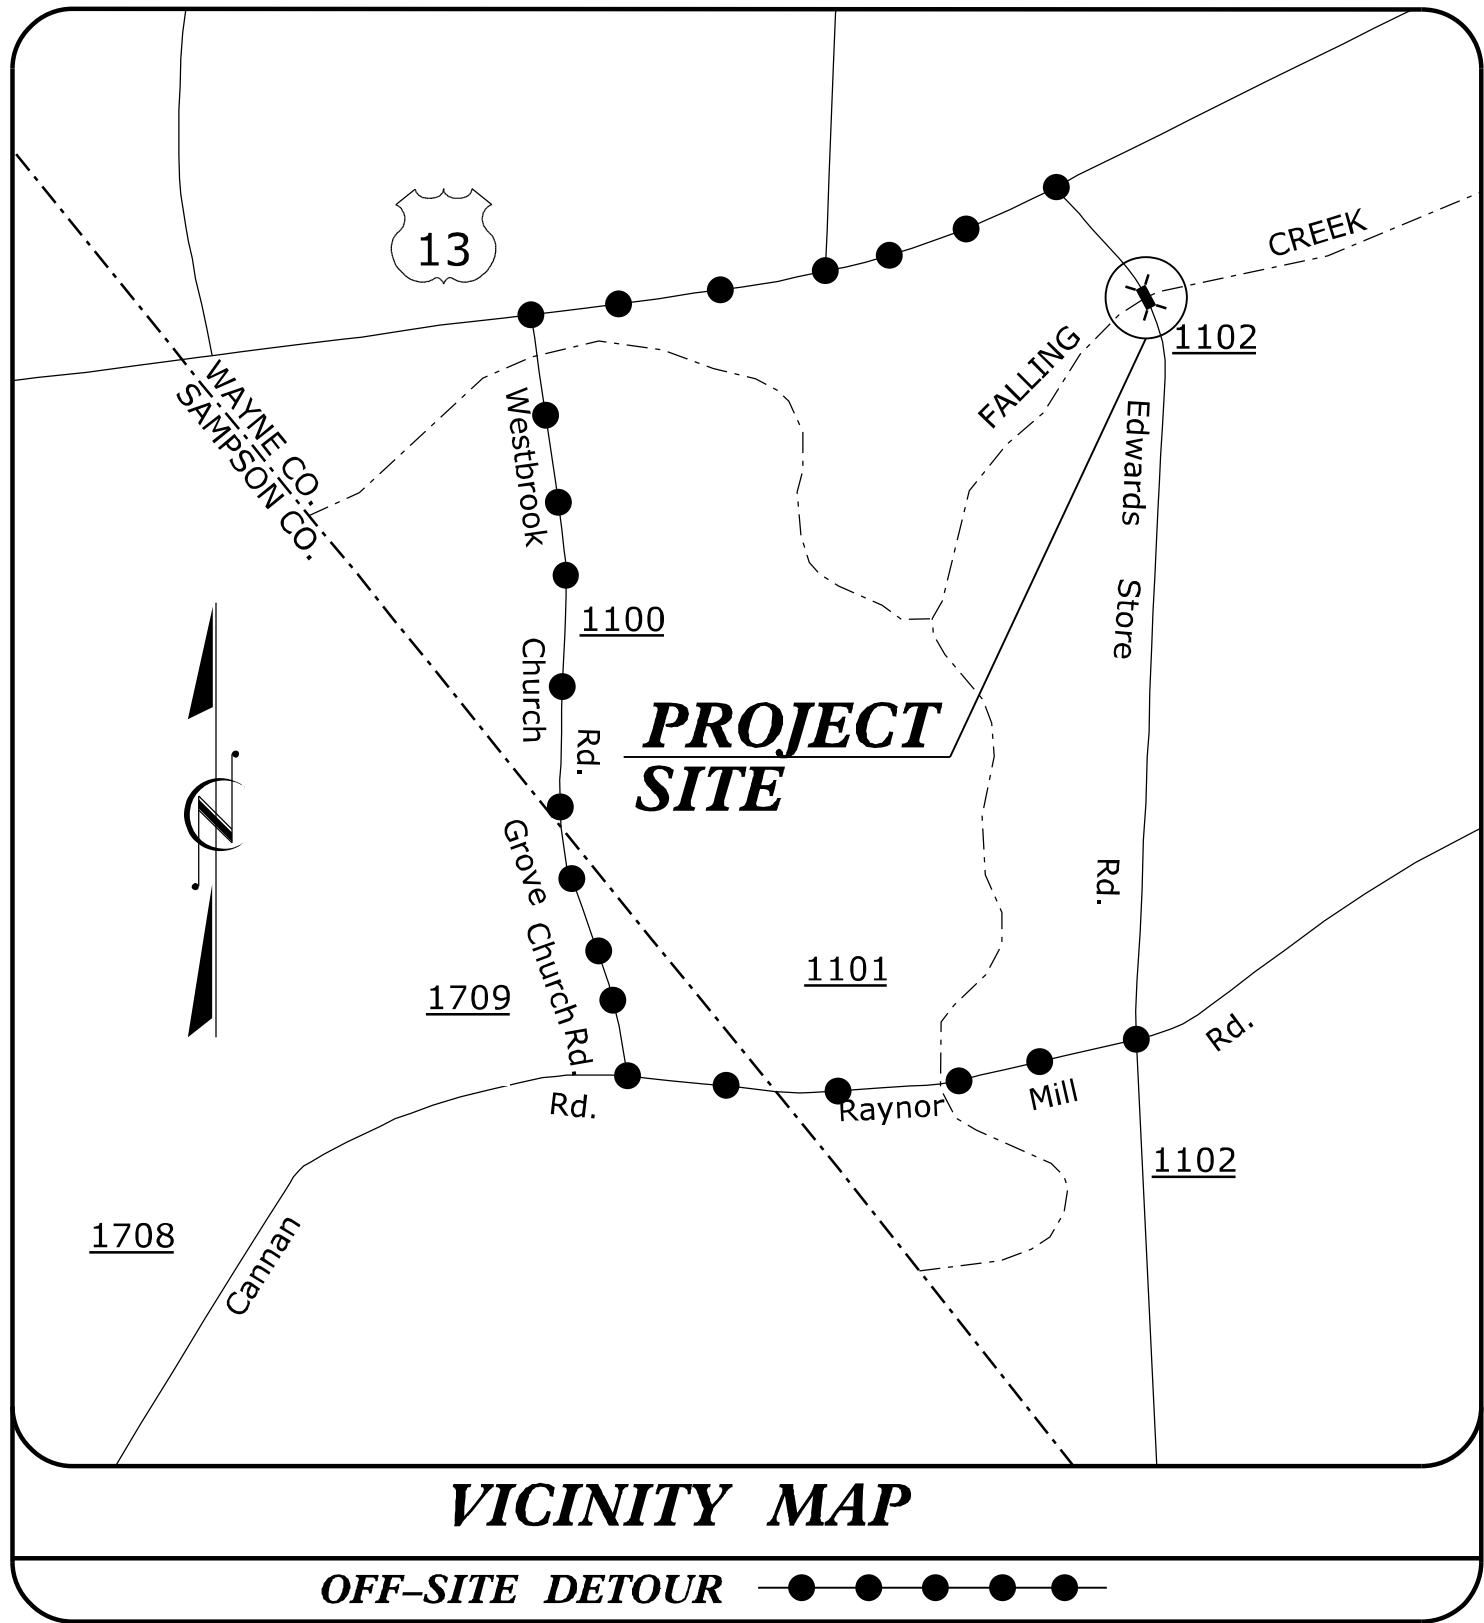 13
CREEK
FALLING
1102
WAYNE CO.
SAMPSON CO.
Westbrook
Church
Rd.
1100
Edwards
Store
Rd.
PROJECT
SITE
N
Grove Church Rd.
1709
1101
Rd.
Raynor
Mill
Rd.
1102
1708
Cannan
VICINITY MAP
OFF-SITE DETOUR